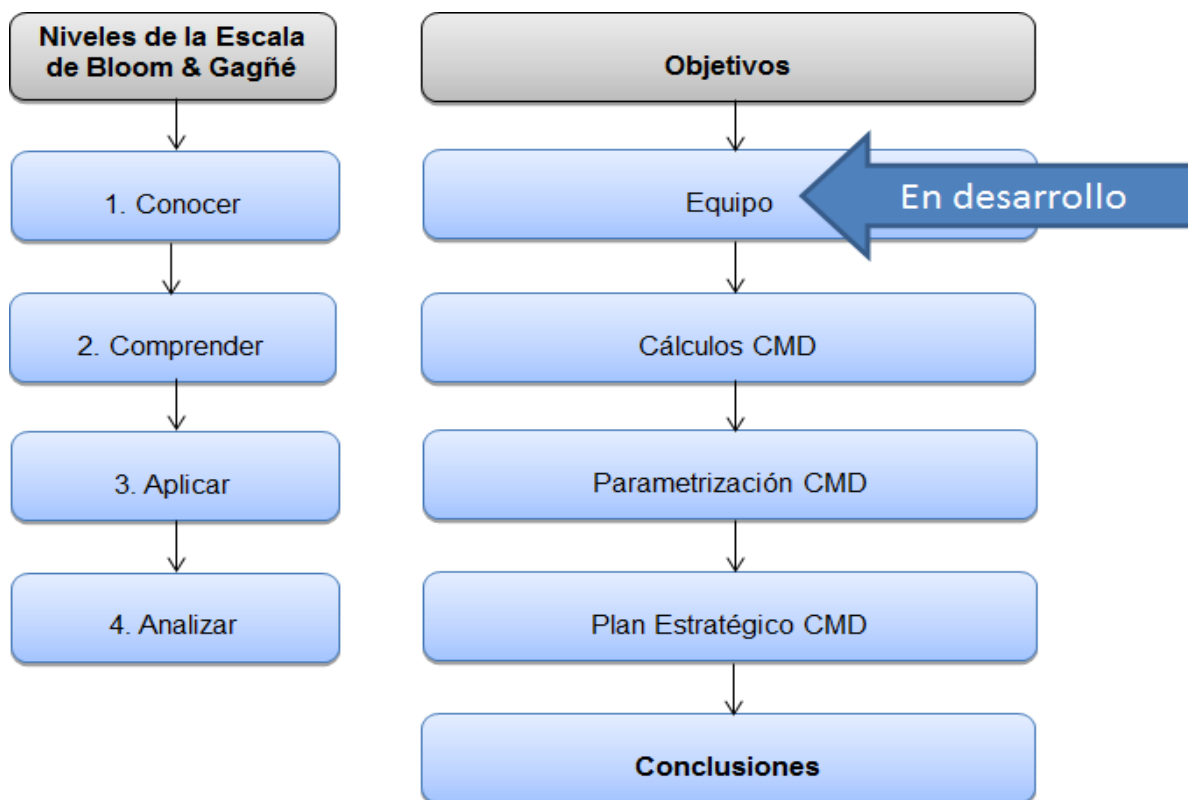 Niveles de la Escala
de Bloom & Gagñé
1. Conocer
2. Comprender
3. Aplicar
4. Analizar
Objetivos
Equipo
En desarrollo
Cálculos CMD
Parametrización CMD
Plan Estratégico CMD
Conclusiones